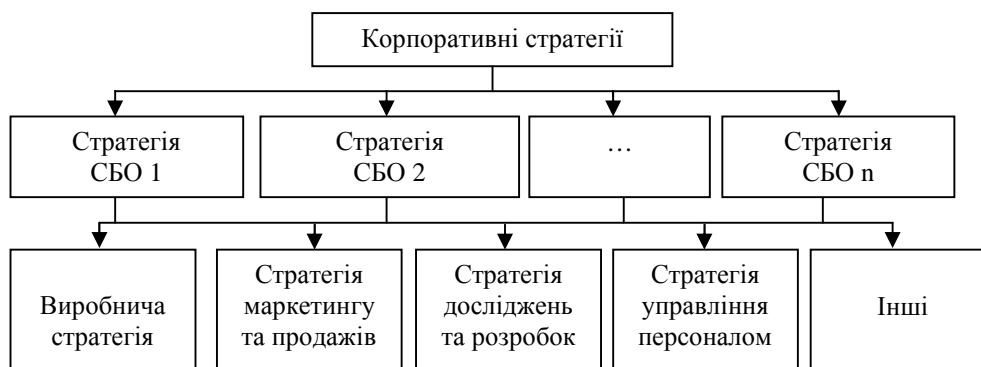 Корпоративні стратегії
Стратегія
СБО 1
Стратегія
СБО 2
…
Стратегія
СБО n
Виробнича
стратегія
Стратегія
маркетингу
та продажів
Стратегія
досліджень
та розробок
Стратегія
управління
персоналом
Інші